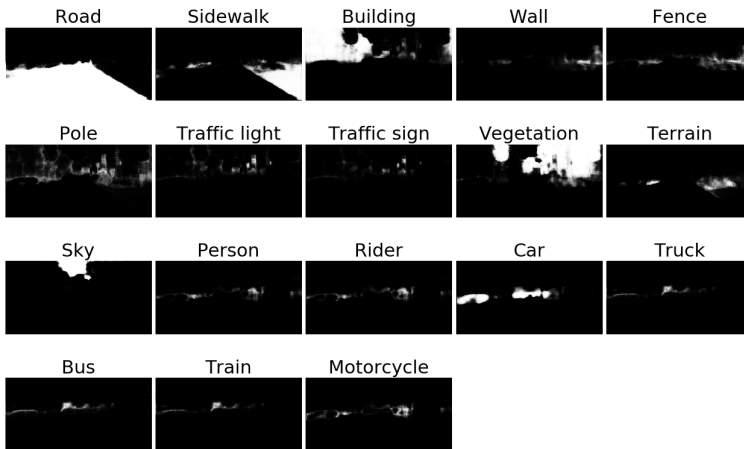 Road Sidewalk Building Wall Fence
Pole Traffic light Traffic sign Vegetation Terrain
Sky Person Rider Car Truck
Bus Train Motorcycle